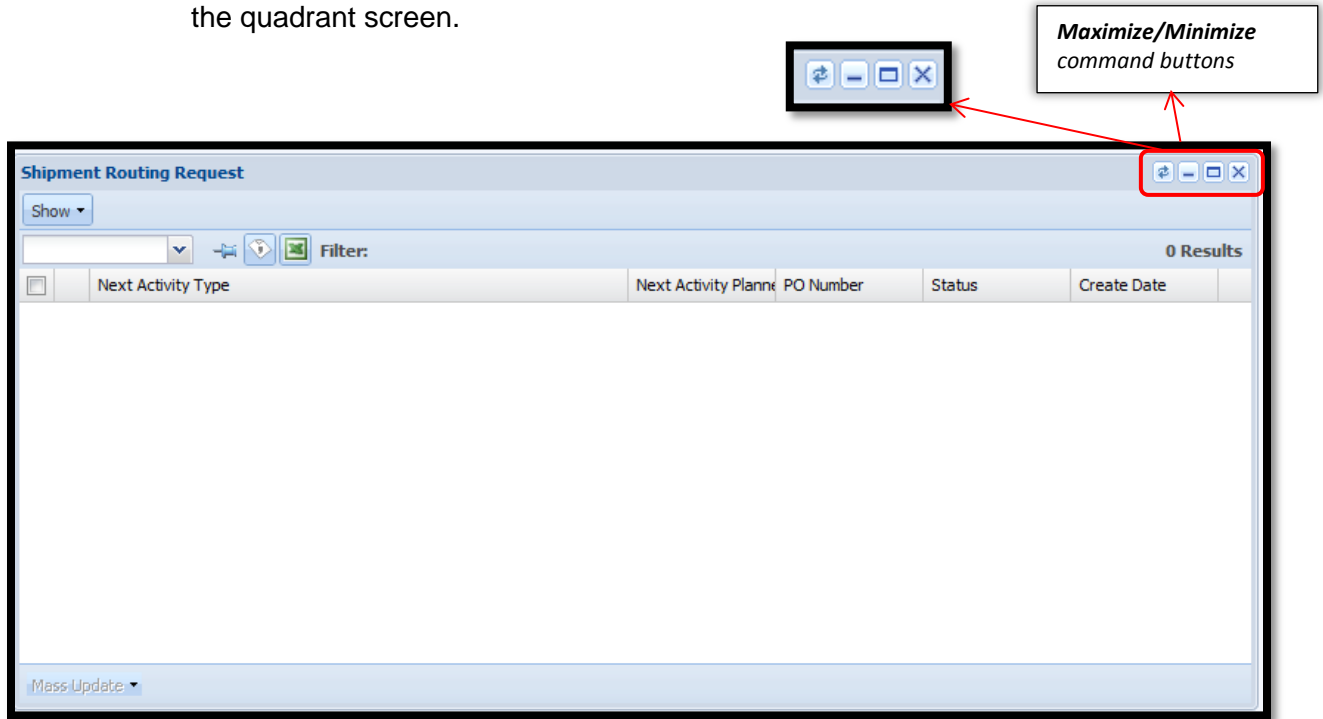 the quadrant screen.
Maximize/Minimize
command buttons
Shipment Routing Request
Show
Filter:
0 Results
Next Activity Type Next Activity Planne PO Number Status Create Date
Mass Update